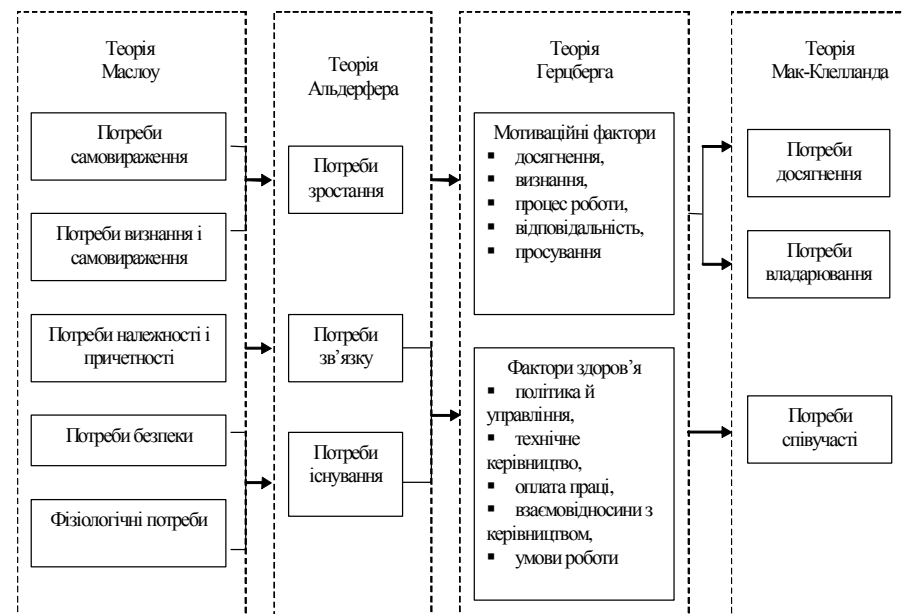 Теорія
Маслоу
Потреби
самовираження
Потреби визнання і
самовираження
Потреби належності і
причетності
Потреби безпеки
Фізіологічні потреби
Теорія
Альдерфера
Потреби
зростання
Потреби
зв’язку
Потреби
існування
Теорія
Герцберга
Мотиваційні фактори
▪ досягнення,
▪ визнання,
▪ процес роботи,
▪ відповідальність,
▪ просування
Фактори здоров’я
▪ політика й
управління,
▪ технічне
керівництво,
▪ оплата праці,
▪ взаємовідносини з
керівництвом,
▪ умови роботи
Теорія
Мак-Клелланда
Потреби
досягнення
Потреби
владарювання
Потреби
співучасті